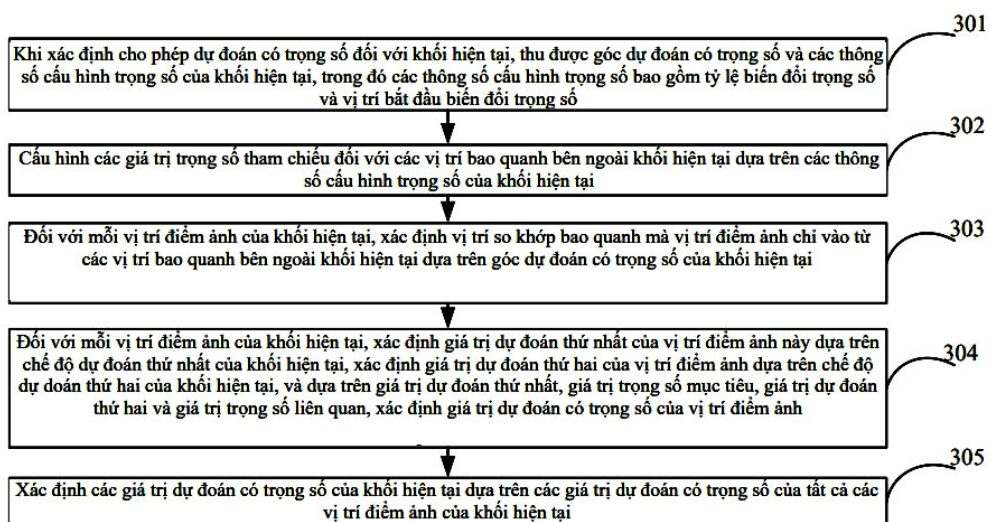 301
Khi xác định cho phép dự đoán có trọng số đối với khối hiện tại, thu được góc dự đoán có trọng số và các thông
số cấu hình trọng số của khối hiện tại, trong đó các thông số cấu hình trọng số bao gồm tỷ lệ biến đổi trọng số
và vị trí bắt đầu biến đổi trọng số
302
Cấu hình các giá trị trọng số tham chiếu đối với các vị trí bao quanh bên ngoài khối hiện tại dựa trên các thông
số cấu hình trọng số của khối hiện tại
303
Đối với mỗi vị trí điểm ảnh của khối hiện tại, xác định vị trí so khớp bao quanh mà vị trí điểm ảnh chỉ vào từ
các vị trí bao quanh bên ngoài khối hiện tại dựa trên góc dự đoán có trọng số của khối hiện tại
304
Đối với mỗi vị trí điểm ảnh của khối hiện tại, xác định giá trị dự đoán thứ nhất của vị trí điểm ảnh này dựa trên
chế độ dự đoán thứ nhất của khối hiện tại, xác định giá trị dự đoán thứ hai của vị trí điểm ảnh dựa trên chế độ
dự doán thứ hai của khối hiện tại, và dựa trên giá trị dự đoán thứ nhất, giá trị trọng số mục tiêu, giá trị dự đoán
thứ hai và giá trị trọng số liên quan, xác định giá trị dự đoán có trọng số của vị trí điểm ảnh
305
Xác định các giá trị dự đoán có trọng số của khối hiện tại dựa trên các giá trị dự đoán có trọng số của tất cả các
vị trí điểm ảnh của khối hiện tại